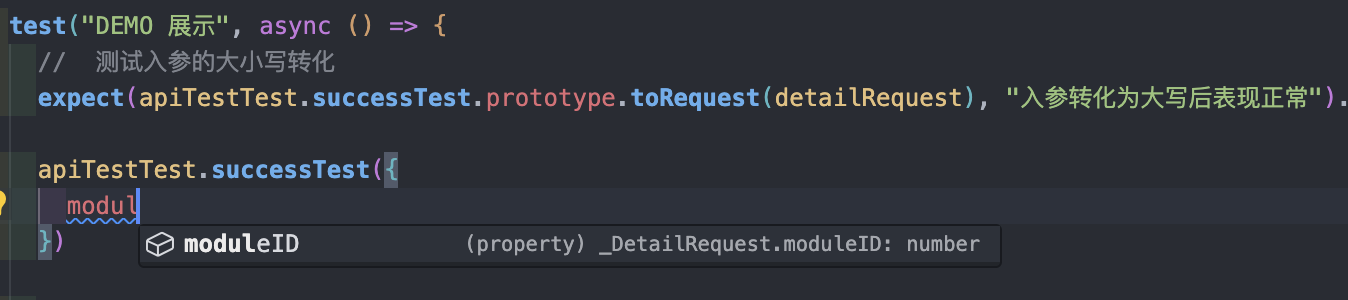 test("DEMO 展示", async () => {
//  测试入参的大小写转化
expect(apiTestTest.successTest.prototype.toRequest(detailRequest), "入参转化为大写后表现正常").
apiTestTest.successTest({
modul
moduleID (property) _DetailRequest.moduleID: number
})